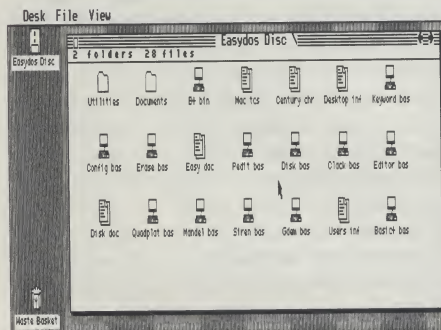 Desk File View
Easydos Disc \
2 folders 28 files
Easydos Disc
Utilities Documents B+ bin Mac tcs Century chr Desktop inf Keyword bas
Config bas Erase bas Easy doc Pedit bas Disk bas Clock bas Editor bas
Disk doc Quadplot bas Mandel bas Siren bas Gdem bas Users inf Basic+ bas
Waste Basket